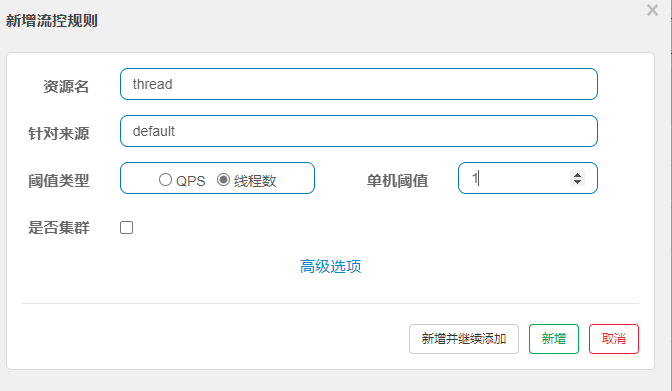 新增流控规则
资源名 thread
针对来源 default
阈值类型 QPS 线程数 单机阈值 1
是否集群
高级选项
新增并继续添加 新增 取消